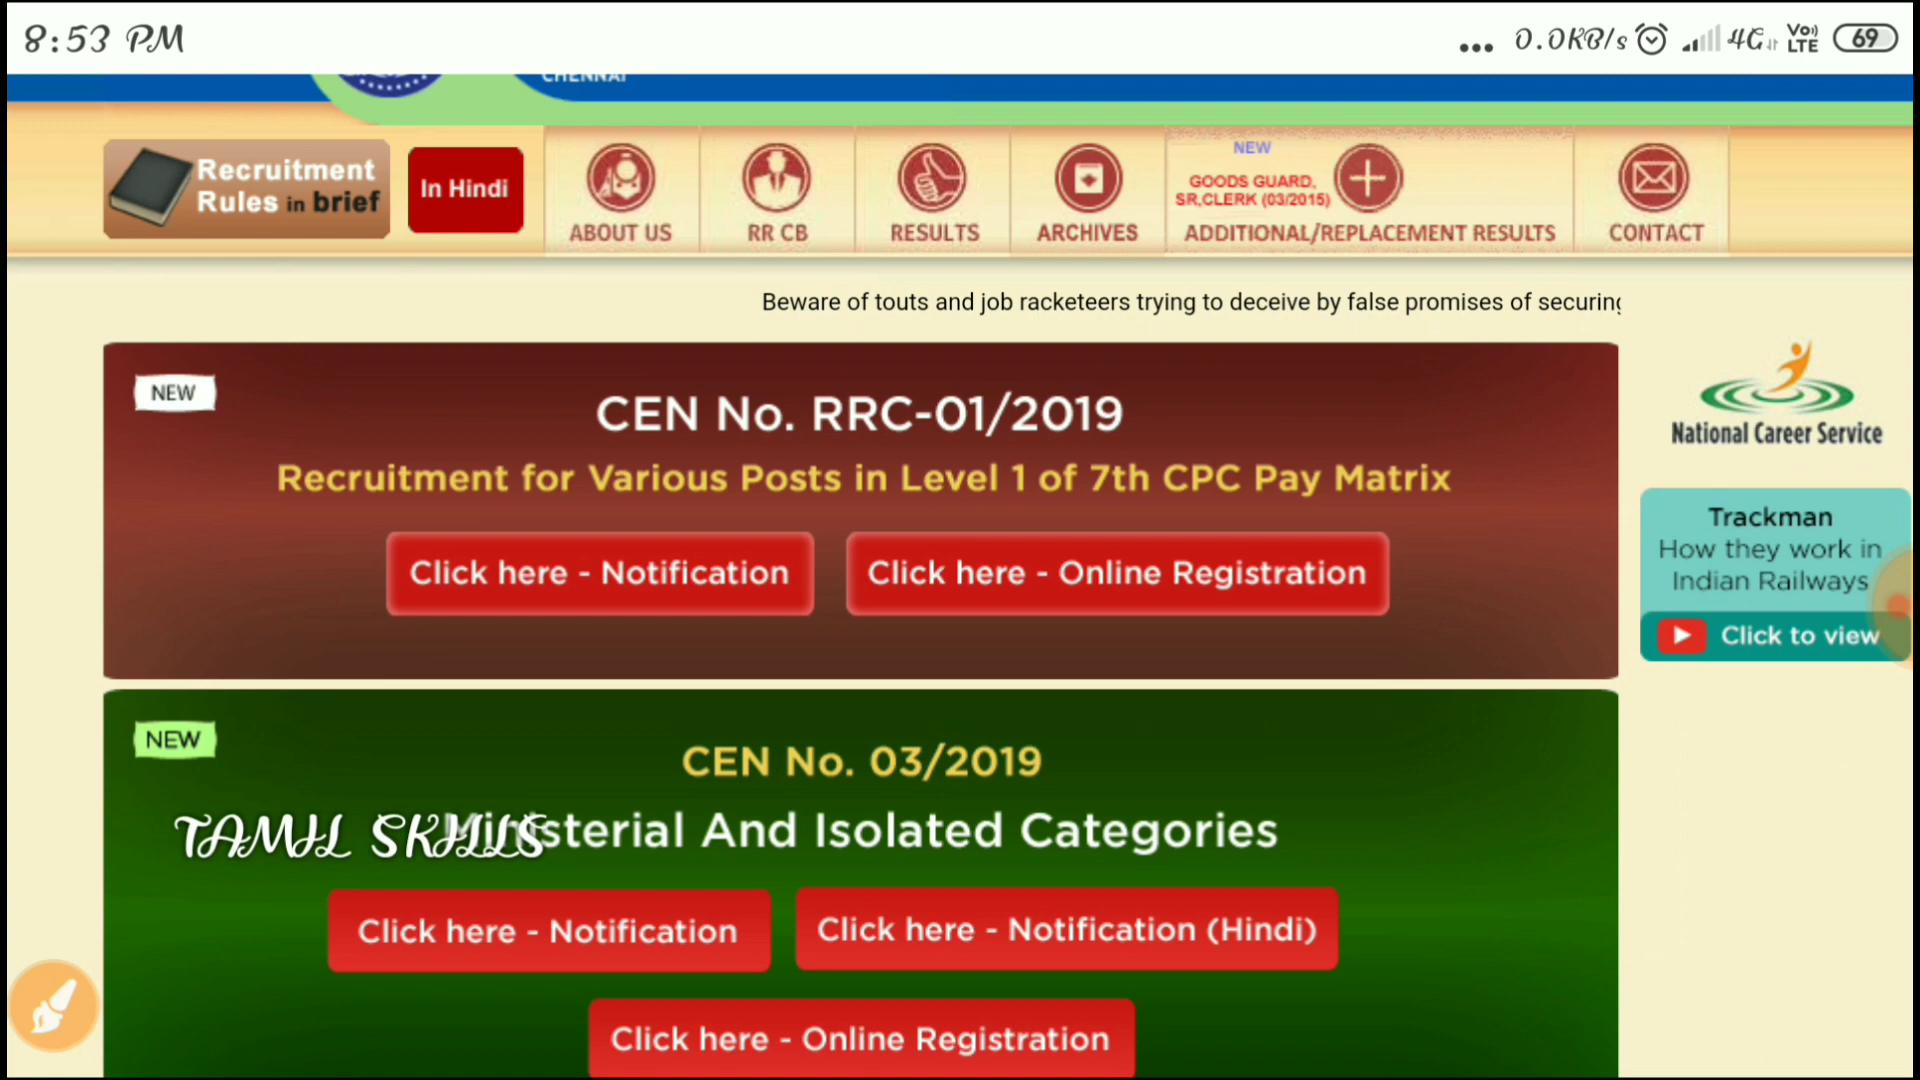 8:53 PM
... 0.0KB/s 4G Vo)) LTE 69
CHENNAI
Recruitment
Rules in brief
In Hindi
ABOUT US
RR CB
RESULTS
ARCHIVES
NEW
GOODS GUARD,
SR,CLERK (03/2015)
ADDITIONAL/REPLACEMENT RESULTS
CONTACT
Beware of touts and job racketeers trying to deceive by false promises of securing
NEW
CEN No. RRC-01/2019
Recruitment for Various Posts in Level 1 of 7th CPC Pay Matrix
Click here - Notification
Click here - Online Registration
National Career Service
Trackman
How they work in
Indian Railways
Click to view
NEW
CEN No. 03/2019
Ministerial And Isolated Categories
TAMIL SKILLS
Click here - Notification
Click here - Notification (Hindi)
Click here - Online Registration